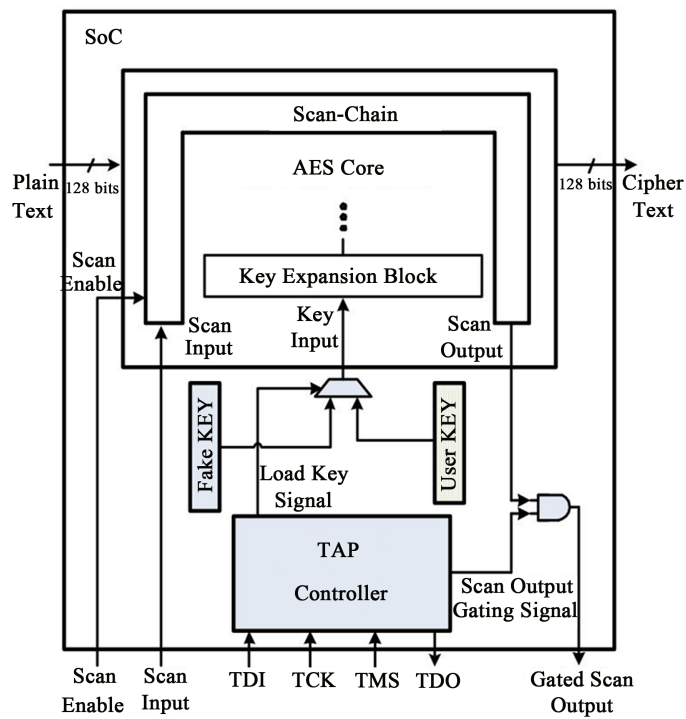 SoC
Scan-Chain
AES Core
Plain
Text
128 bits
128 bits
Cipher
Text
Scan
Enable
Key Expansion Block
Scan
Input
Key
Input
Scan
Output
Fake KEY
User KEY
Load Key
Signal
TAP
Controller
Scan Output
Gating Signal
Scan
Enable
Scan
Input
TDI
TCK
TMS
TDO
Gated Scan
Output